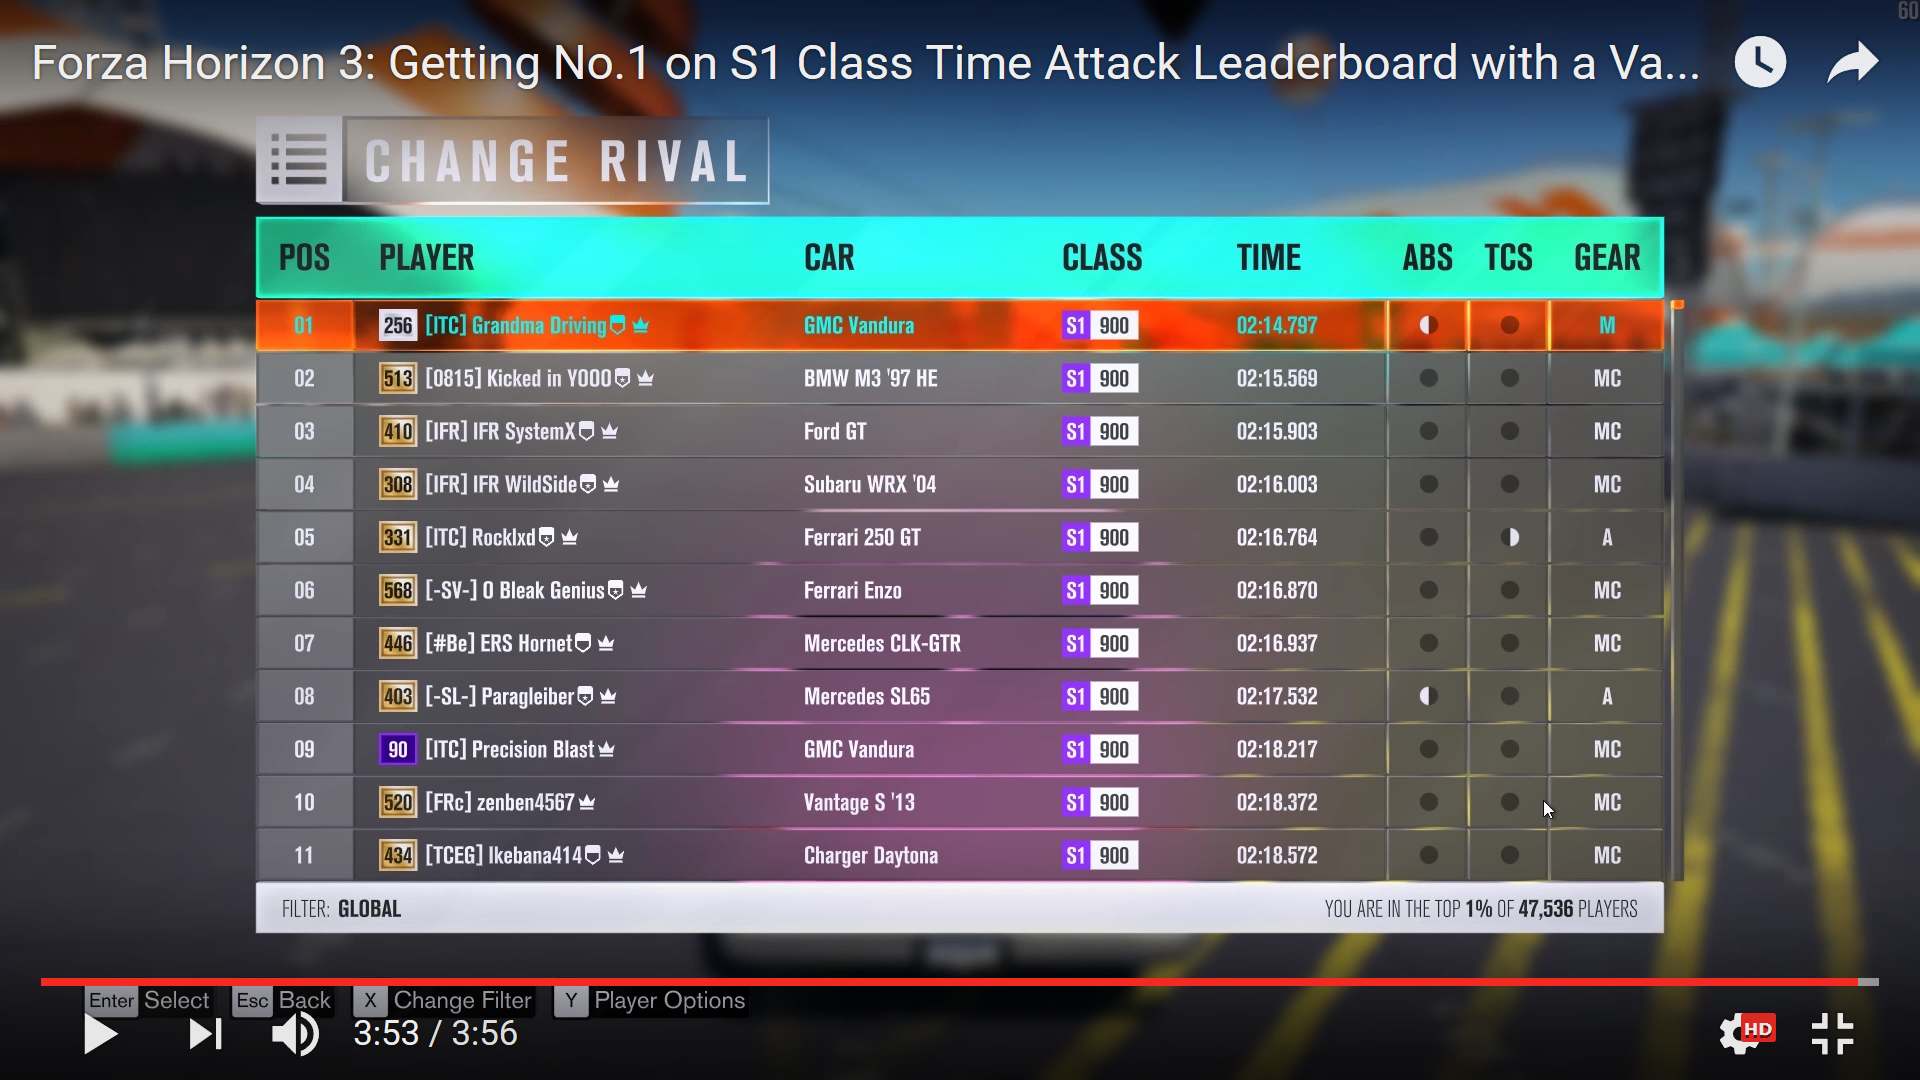 60
Forza Horizon 3: Getting No.1 on S1 Class Time Attack Leaderboard with a Va...
CHANGE RIVAL
POS PLAYER CAR CLASS TIME ABS TCS GEAR
01 256 [ITC] Grandma Driving GMC Vandura S1 900 02:14.797 M
02 513 [0815] Kicked in YOOO BMW M3 '97 HE S1 900 02:15.569 MC
03 410 [IFR] IFR SystemX Ford GT S1 900 02:15.903 MC
04 308 [IFR] IFR WildSide Subaru WRX '04 S1 900 02:16.003 MC
05 331 [ITC] Rocklxd Ferrari 250 GT S1 900 02:16.764 A
06 568 [-SV-] O Bleak Genius Ferrari Enzo S1 900 02:16.870 MC
07 446 [#Be] ERS Hornet Mercedes CLK-GTR S1 900 02:16.937 MC
08 403 [-SL-] Paragleiber Mercedes SL65 S1 900 02:17.532 A
09 90 [ITC] Precision Blast GMC Vandura S1 900 02:18.217 MC
10 520 [FRc] zenben4567 Vantage S '13 S1 900 02:18.372 MC
11 434 [TCEG] Ikebana414 Charger Daytona S1 900 02:18.572 MC
FILTER: GLOBAL YOU ARE IN THE TOP 1% OF 47,536 PLAYERS
Enter Select Esc Back X Change Filter Y Player Options
3:53 / 3:56 HD